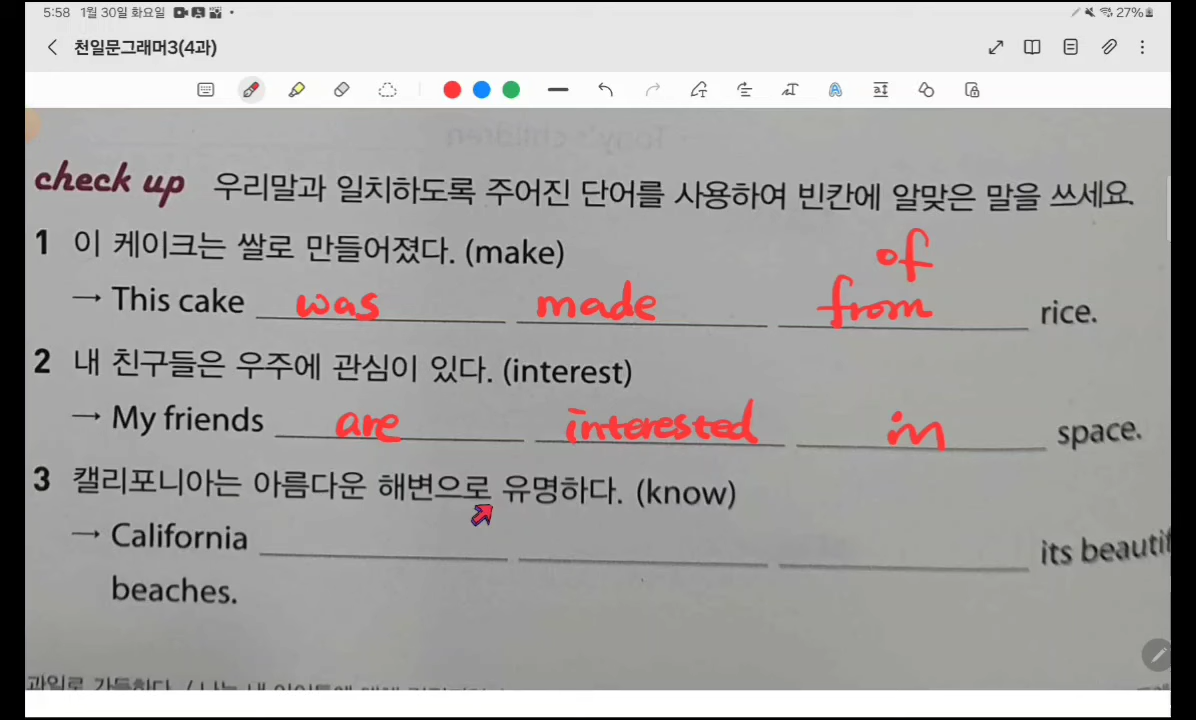 5:58 1월 30일 화요일
27%
천일문그래머3(4과)
check up 우리말과 일치하도록 주어진 단어를 사용하여 빈칸에 알맞은 말을 쓰세요.
1 이 케이크는 쌀로 만들어졌다. (make)
of
→ This cake was made from rice.
2 내 친구들은 우주에 관심이 있다. (interest)
→ My friends are interested in space.
3 캘리포니아는 아름다운 해변으로 유명하다. (know)
→ California its beautif
beaches.